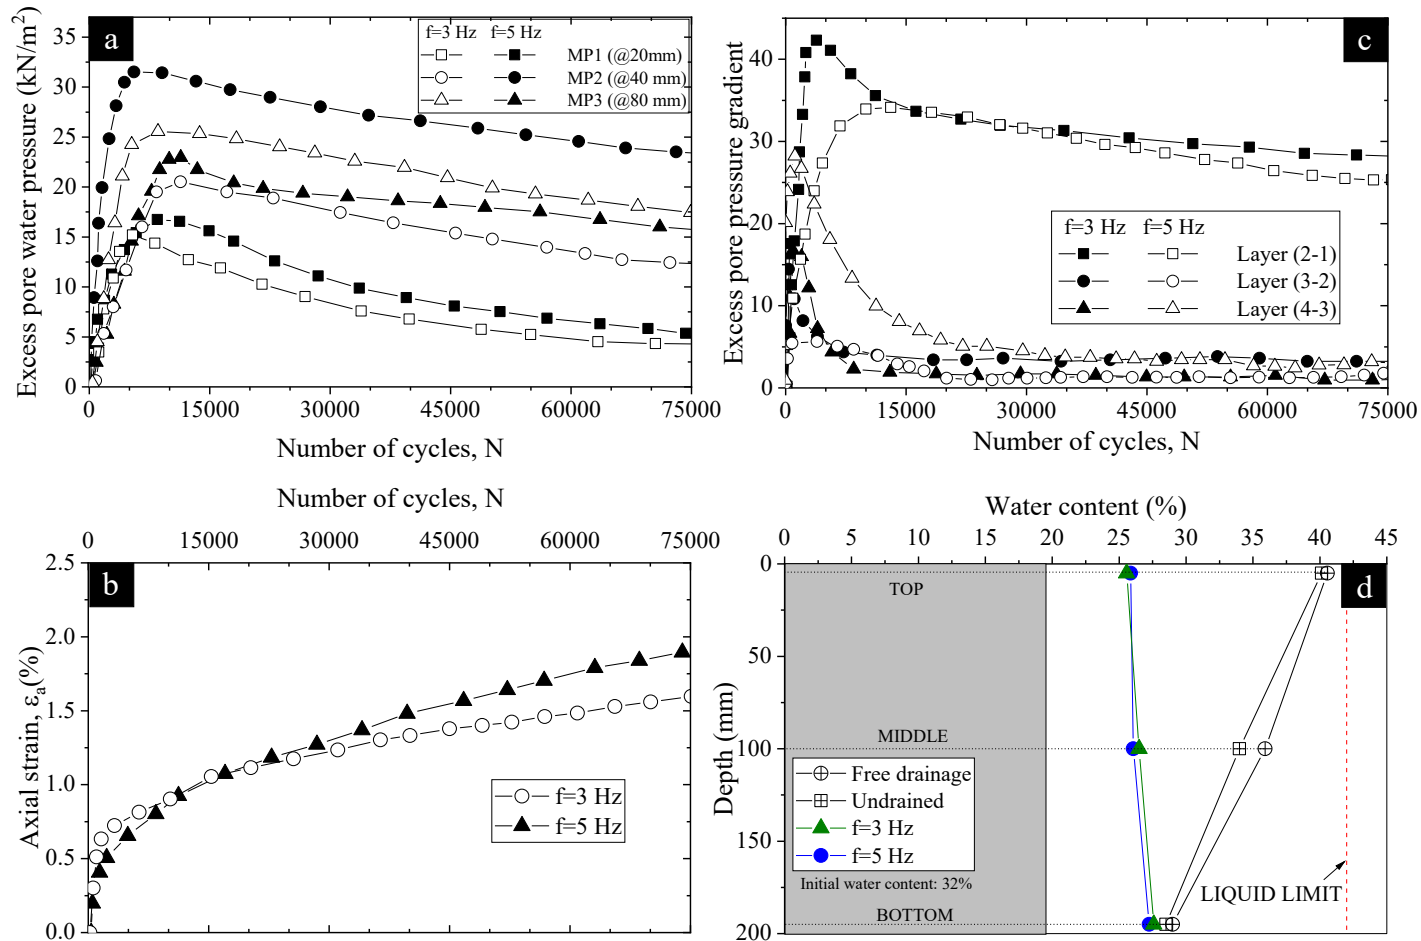 a
f=3 Hz f=5 Hz
MP1 (@20mm)
MP2 (@40 mm)
MP3 (@80 mm)
Excess pore water pressure (kN/m²)
35
30
25
20
15
10
5
0
0 15000 30000 45000 60000 75000
Number of cycles, N
c
Excess pore pressure gradient
40
30
20
10
0
f=3 Hz f=5 Hz
Layer (2-1)
Layer (3-2)
Layer (4-3)
0 15000 30000 45000 60000 75000
Number of cycles, N
Number of cycles, N
0 15000 30000 45000 60000 75000
b
Axial strain, εa(%)
2.5
2.0
1.5
1.0
0.5
0.0
f=3 Hz
f=5 Hz
Water content (%)
0 5 10 15 20 25 30 35 40 45
d
Depth (mm)
0
50
100
150
200
TOP
MIDDLE
Free drainage
Undrained
f=3 Hz
f=5 Hz
Initial water content: 32%
LIQUID LIMIT
BOTTOM